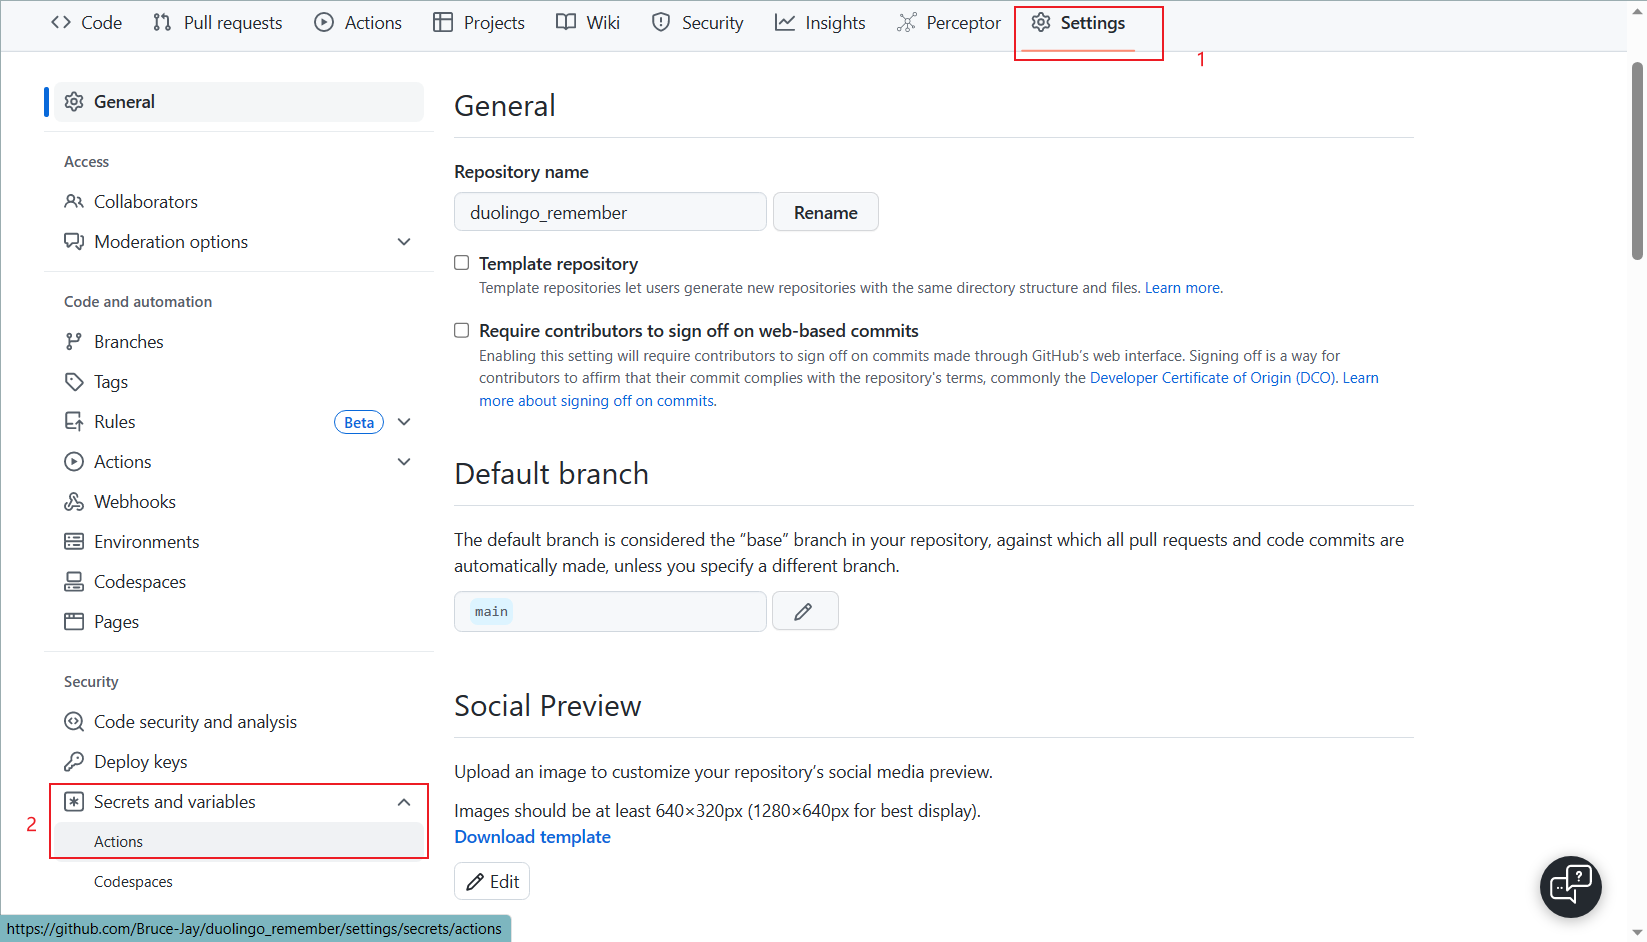 Code Pull requests Actions Projects Wiki Security Insights Perceptor Settings
1
General
Access
Collaborators
Moderation options
Code and automation
Branches
Tags
Rules Beta
Actions
Webhooks
Environments
Codespaces
Pages
Security
Code security and analysis
Deploy keys
2
Secrets and variables
Actions
Codespaces
General
Repository name
duolingo_remember Rename
Template repository
Template repositories let users generate new repositories with the same directory structure and files. Learn more.
Require contributors to sign off on web-based commits
Enabling this setting will require contributors to sign off on commits made through GitHub's web interface. Signing off is a way for
contributors to affirm that their commit complies with the repository's terms, commonly the Developer Certificate of Origin (DCO). Learn
more about signing off on commits.
Default branch
The default branch is considered the “base” branch in your repository, against which all pull requests and code commits are
automatically made, unless you specify a different branch.
main
Social Preview
Upload an image to customize your repository’s social media preview.
Images should be at least 640×320px (1280×640px for best display).
Download template
Edit
https://github.com/Bruce-Jay/duolingo_remember/settings/secrets/actions